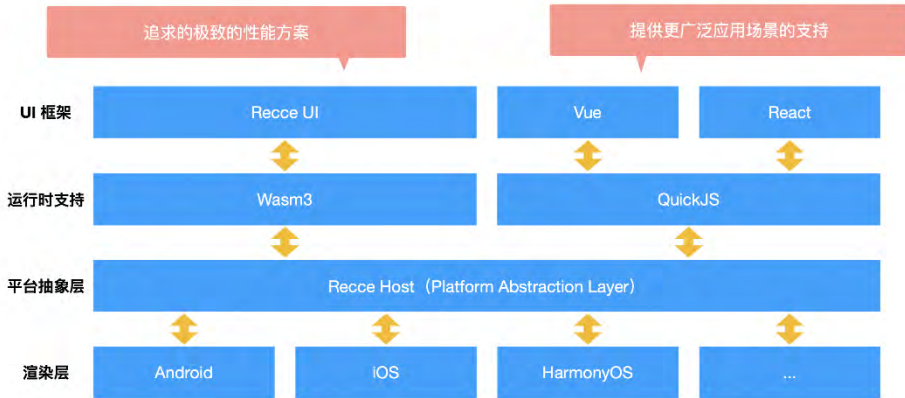 追求的极致的性能方案
提供更广泛应用场景的支持
UI 框架
Recce UI
Vue
React
运行时支持
Wasm3
QuickJS
平台抽象层
Recce Host（Platform Abstraction Layer）
渲染层
Android
iOS
HarmonyOS
...